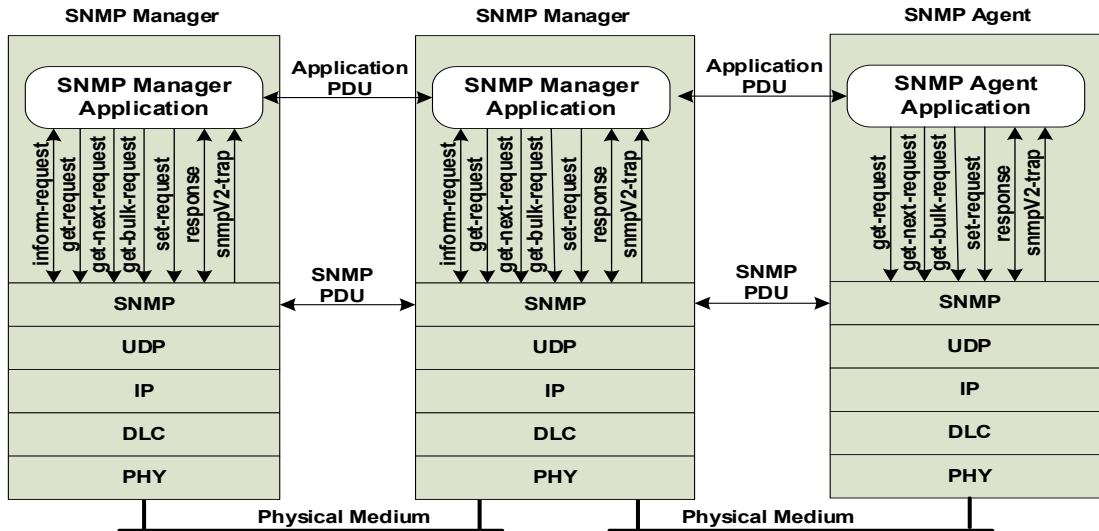 SNMP Manager
SNMP Manager
SNMP Agent
SNMP Manager
Application
Application
PDU
SNMP Manager
Application
Application
PDU
SNMP Agent
Application
inform-request
get-request
get-next-request
get-bulk-request
set-request
response
snmpV2-trap
inform-request
get-request
get-next-request
get-bulk-request
set-request
response
snmpV2-trap
get-request
get-next-request
get-bulk-request
set-request
response
snmpV2-trap
SNMP
PDU
SNMP
PDU
SNMP
SNMP
SNMP
UDP
UDP
UDP
IP
IP
IP
DLC
DLC
DLC
PHY
PHY
PHY
Physical Medium
Physical Medium